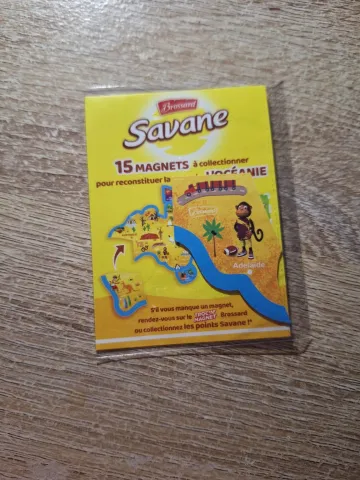 Brossard
Savane
15 MAGNETS à collectionner
pour reconstituer la
L'OCÉANIE
Adelaïde
S'il vous manque un magnet,
rendez-vous sur le Brossard
ou collectionnez les points Savane !*